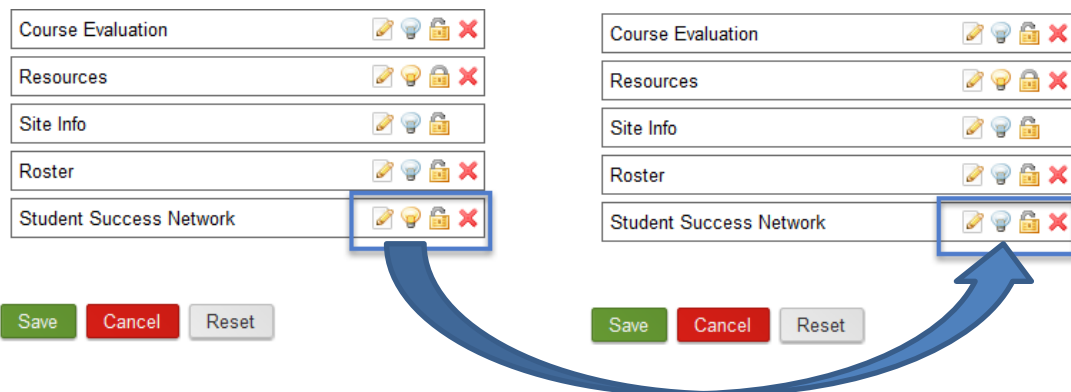 Course Evaluation
Resources
Site Info
Roster
Student Success Network
Save Cancel Reset
Course Evaluation
Resources
Site Info
Roster
Student Success Network
Save Cancel Reset